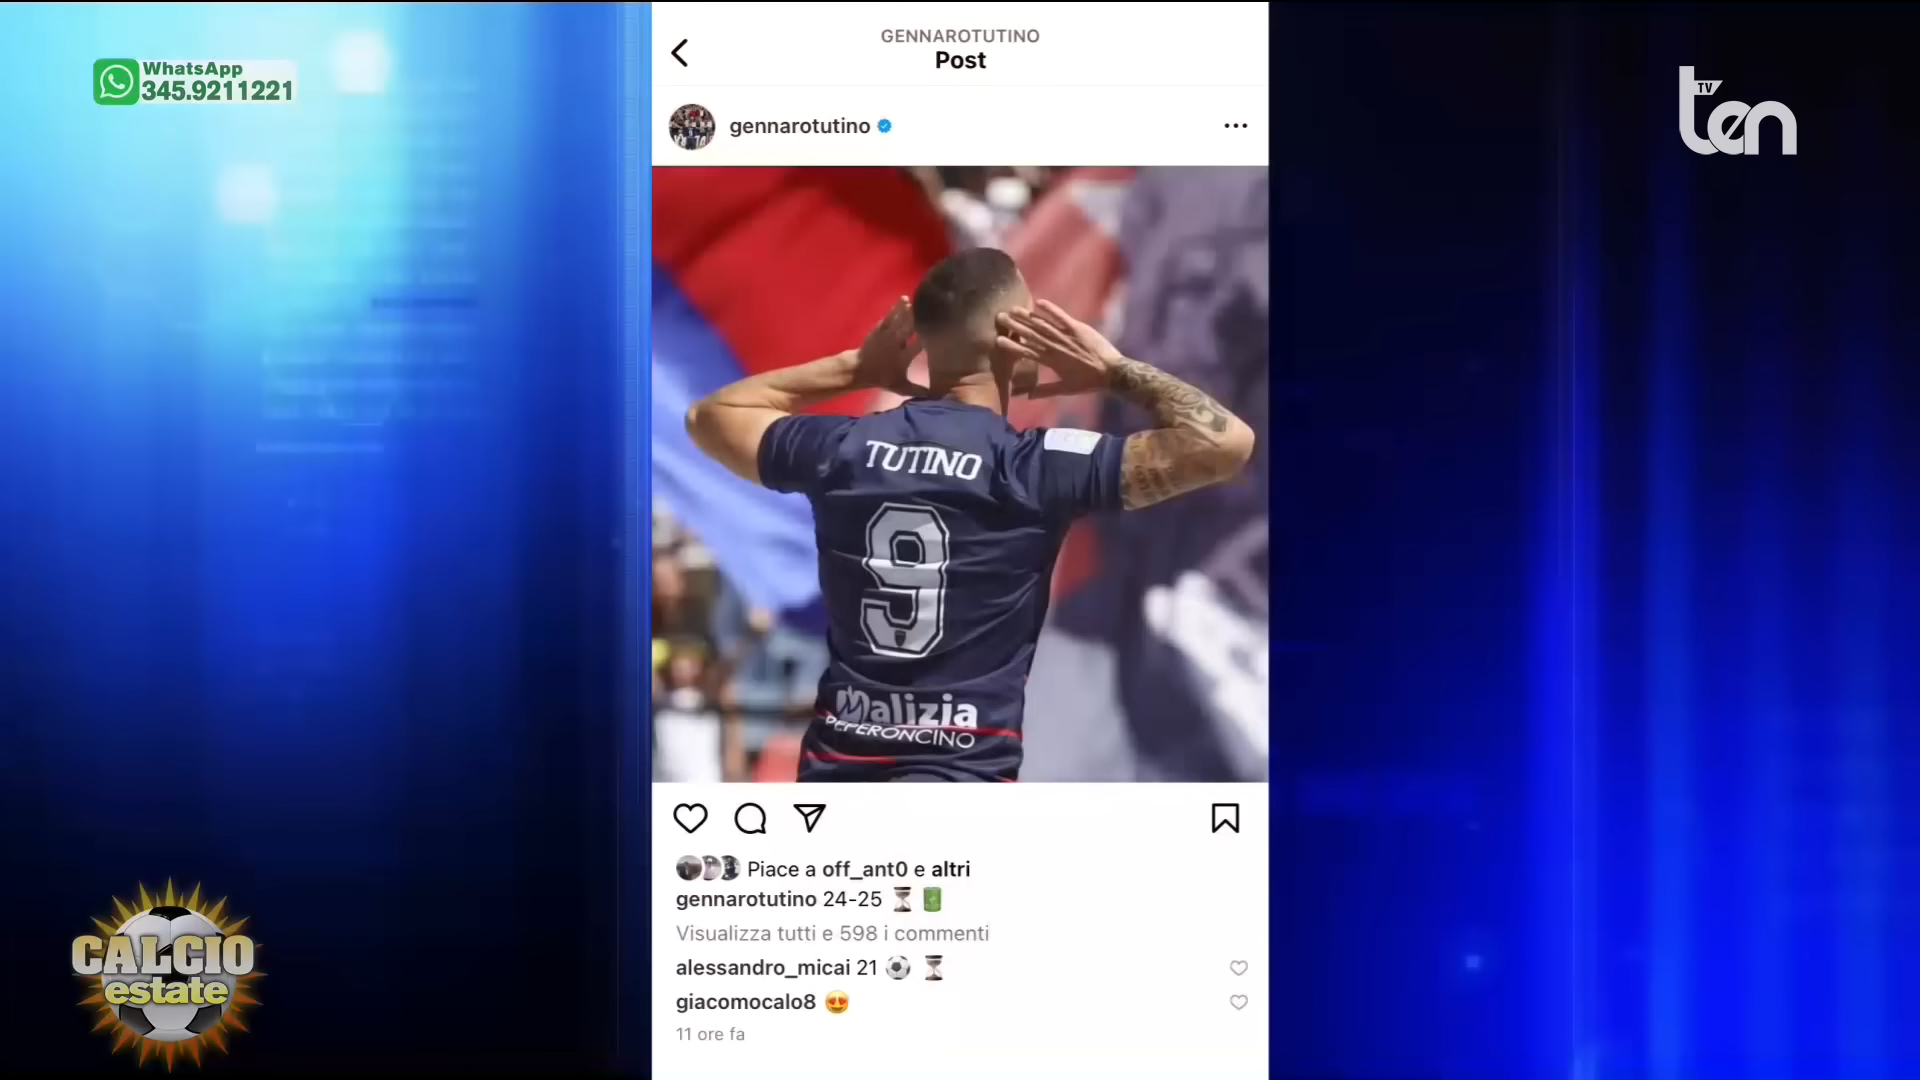 WhatsApp
345.9211221
GENNAROTUTINO
Post
TV
ten
gennarotutino
TUTINO
9
Malizia
PEPERONCINO
Piace a off_ant0 e altri
gennarotutino 24-25 ⏳🔋
Visualizza tutti e 598 i commenti
alessandro_micai 21 ⚽ ⏳
giacomocalo8 😍
11 ore fa
CALCIO
estate